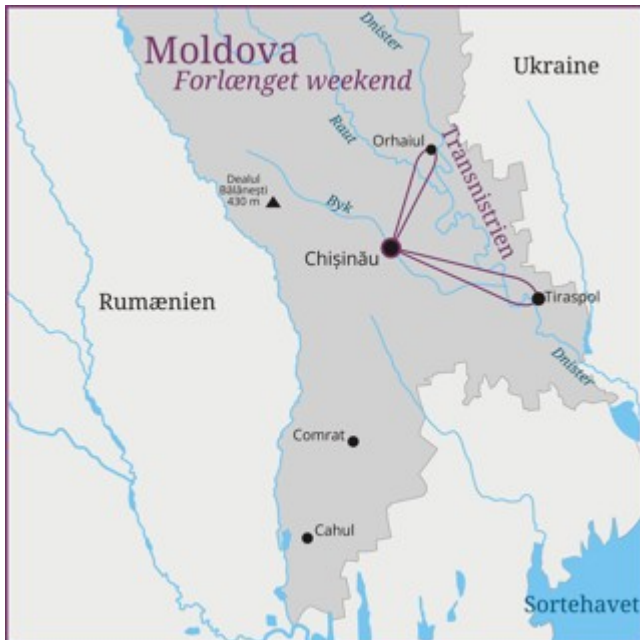 Moldova
Forlænget weekend
Dnister
Ukraine
Orhaiul
Raut
Transnistrien
Dealul
Bălănești
430 m
Byk
Chișinău
Rumænien
Tiraspol
Dnister
Comrat
Cahul
Sortehavet